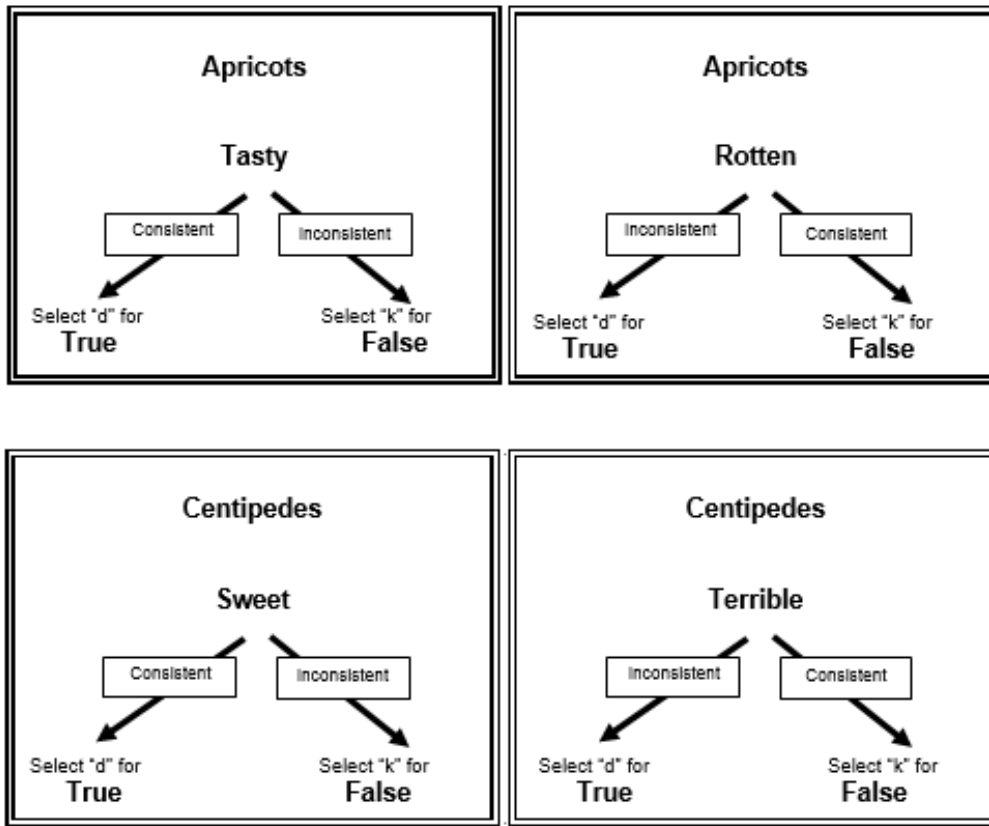 Apricots
Tasty
Consistent
Inconsistent
Select "d" for
True
Select "k" for
False
Apricots
Rotten
Inconsistent
Consistent
Select "d" for
True
Select "k" for
False
Centipedes
Sweet
Consistent
Inconsistent
Select "d" for
True
Select "k" for
False
Centipedes
Terrible
Inconsistent
Consistent
Select "d" for
True
Select "k" for
False